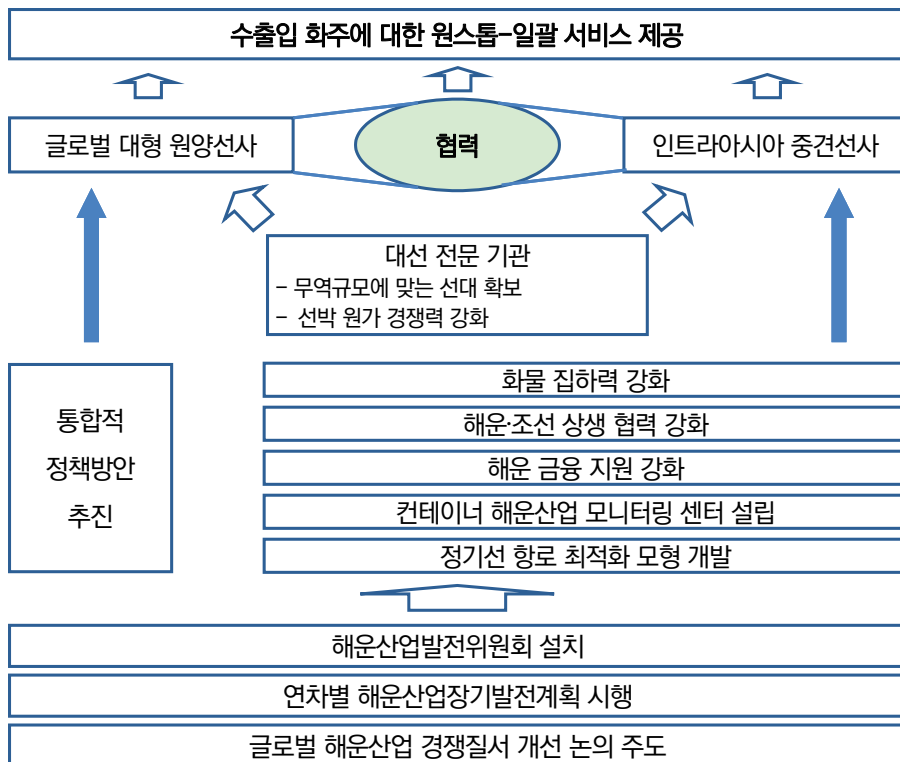 수출입 화주에 대한 원스톱-일괄 서비스 제공
글로벌 대형 원양선사
협력
인트라아시아 중견선사
대선 전문 기관
- 무역규모에 맞는 선대 확보
- 선박 원가 경쟁력 강화
통합적
정책방안
추진
화물 집하력 강화
해운·조선 상생 협력 강화
해운 금융 지원 강화
컨테이너 해운산업 모니터링 센터 설립
정기선 항로 최적화 모형 개발
해운산업발전위원회 설치
연차별 해운산업장기발전계획 시행
글로벌 해운산업 경쟁질서 개선 논의 주도